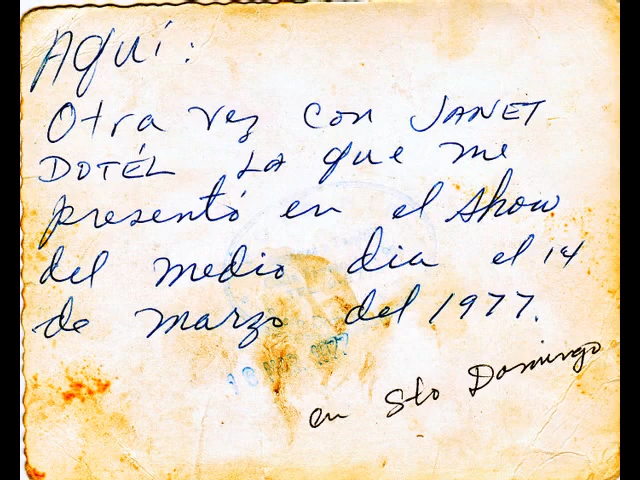 Aquí:
Otra vez con JANET
DOTÉL La que me
presentó en el show
del medio dia el 14
de marzo del 1977.
en Sto Domingo